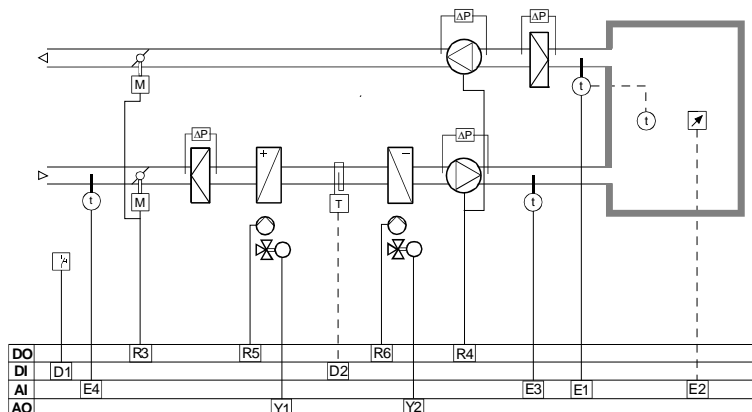 ΔP ΔP
M
t
t
ΔP
+
−
ΔP
t
M
T
t
DO R3 R5 R6 R4
DI D1 D2
AI E4 E3 E1 E2
AO Y1 Y2